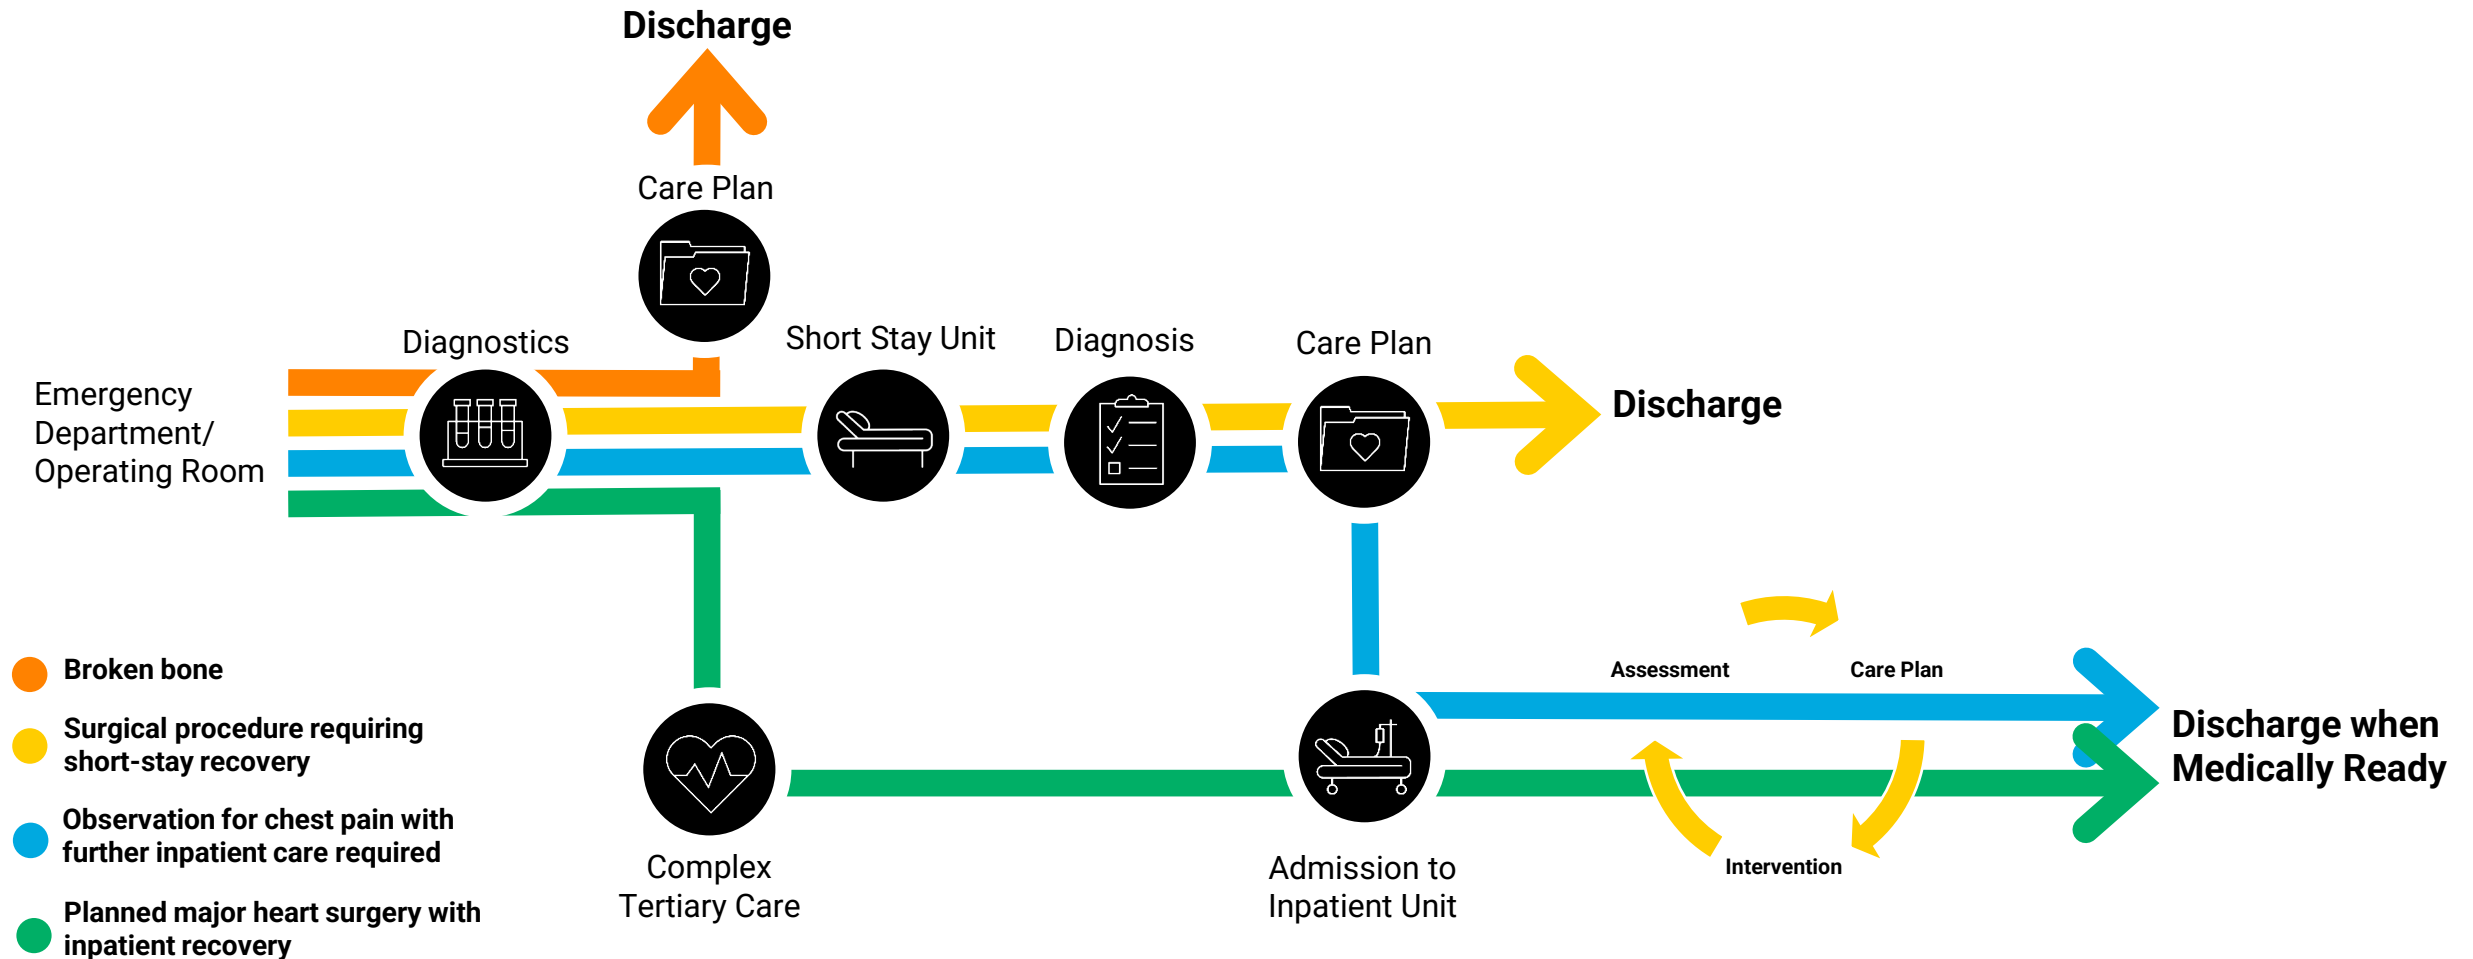 Discharge
Care Plan
Diagnostics
Short Stay Unit
Diagnosis
Care Plan
Emergency
Department/
Operating Room
Discharge
Broken bone
Surgical procedure requiring
short-stay recovery
Observation for chest pain with
further inpatient care required
Planned major heart surgery with
inpatient recovery
Complex
Tertiary Care
Admission to
Inpatient Unit
Assessment
Care Plan
Intervention
Discharge when
Medically Ready